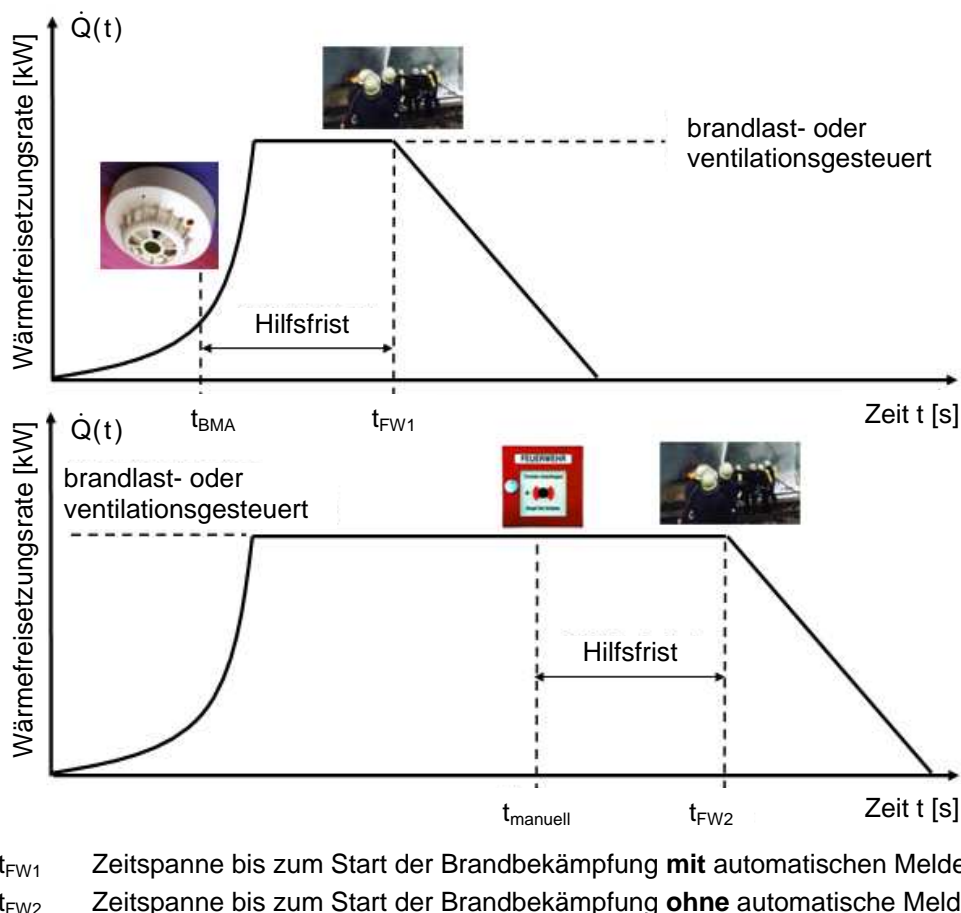 Q̇(t)
Wärmefreisetzungsrate [kW]
brandlast- oder
ventilationsgesteuert
Hilfsfrist
t_BMA
t_FW1
Zeit t [s]
Q̇(t)
Wärmefreisetzungsrate [kW]
brandlast- oder
ventilationsgesteuert
FEUERWEHR
Hilfsfrist
t_manuell
t_FW2
Zeit t [s]
t_FW1 Zeitspanne bis zum Start der Brandbekämpfung mit automatischen Melde
t_FW2 Zeitspanne bis zum Start der Brandbekämpfung ohne automatische Meld